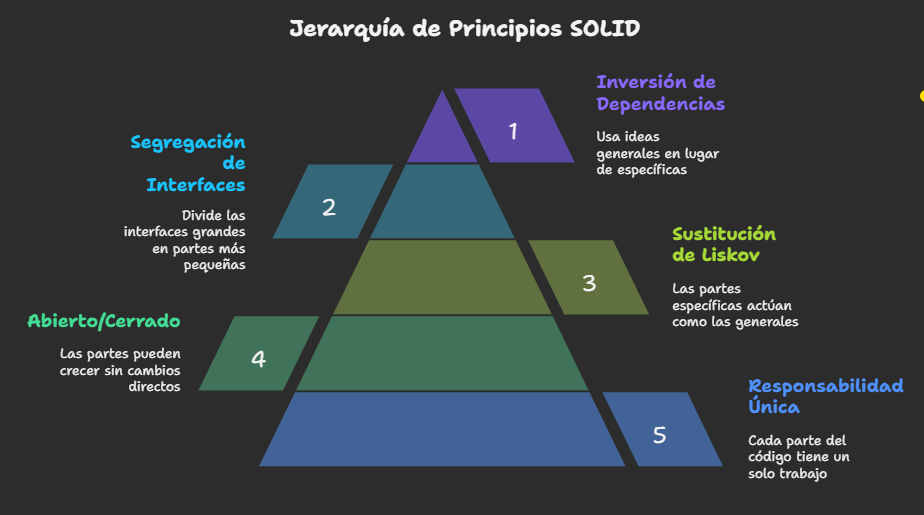 Jerarquía de Principios SOLID
Inversión de
Dependencias
1
Usa ideas
generales en lugar
de específicas
Segregación
de
Interfaces
2
Divide las
interfaces grandes
en partes más
pequeñas
Sustitución
de Liskov
3
Las partes
específicas actúan
como las generales
Abierto/Cerrado
4
Las partes pueden
crecer sin cambios
directos
Responsabilidad
Única
5
Cada parte del
código tiene un
solo trabajo